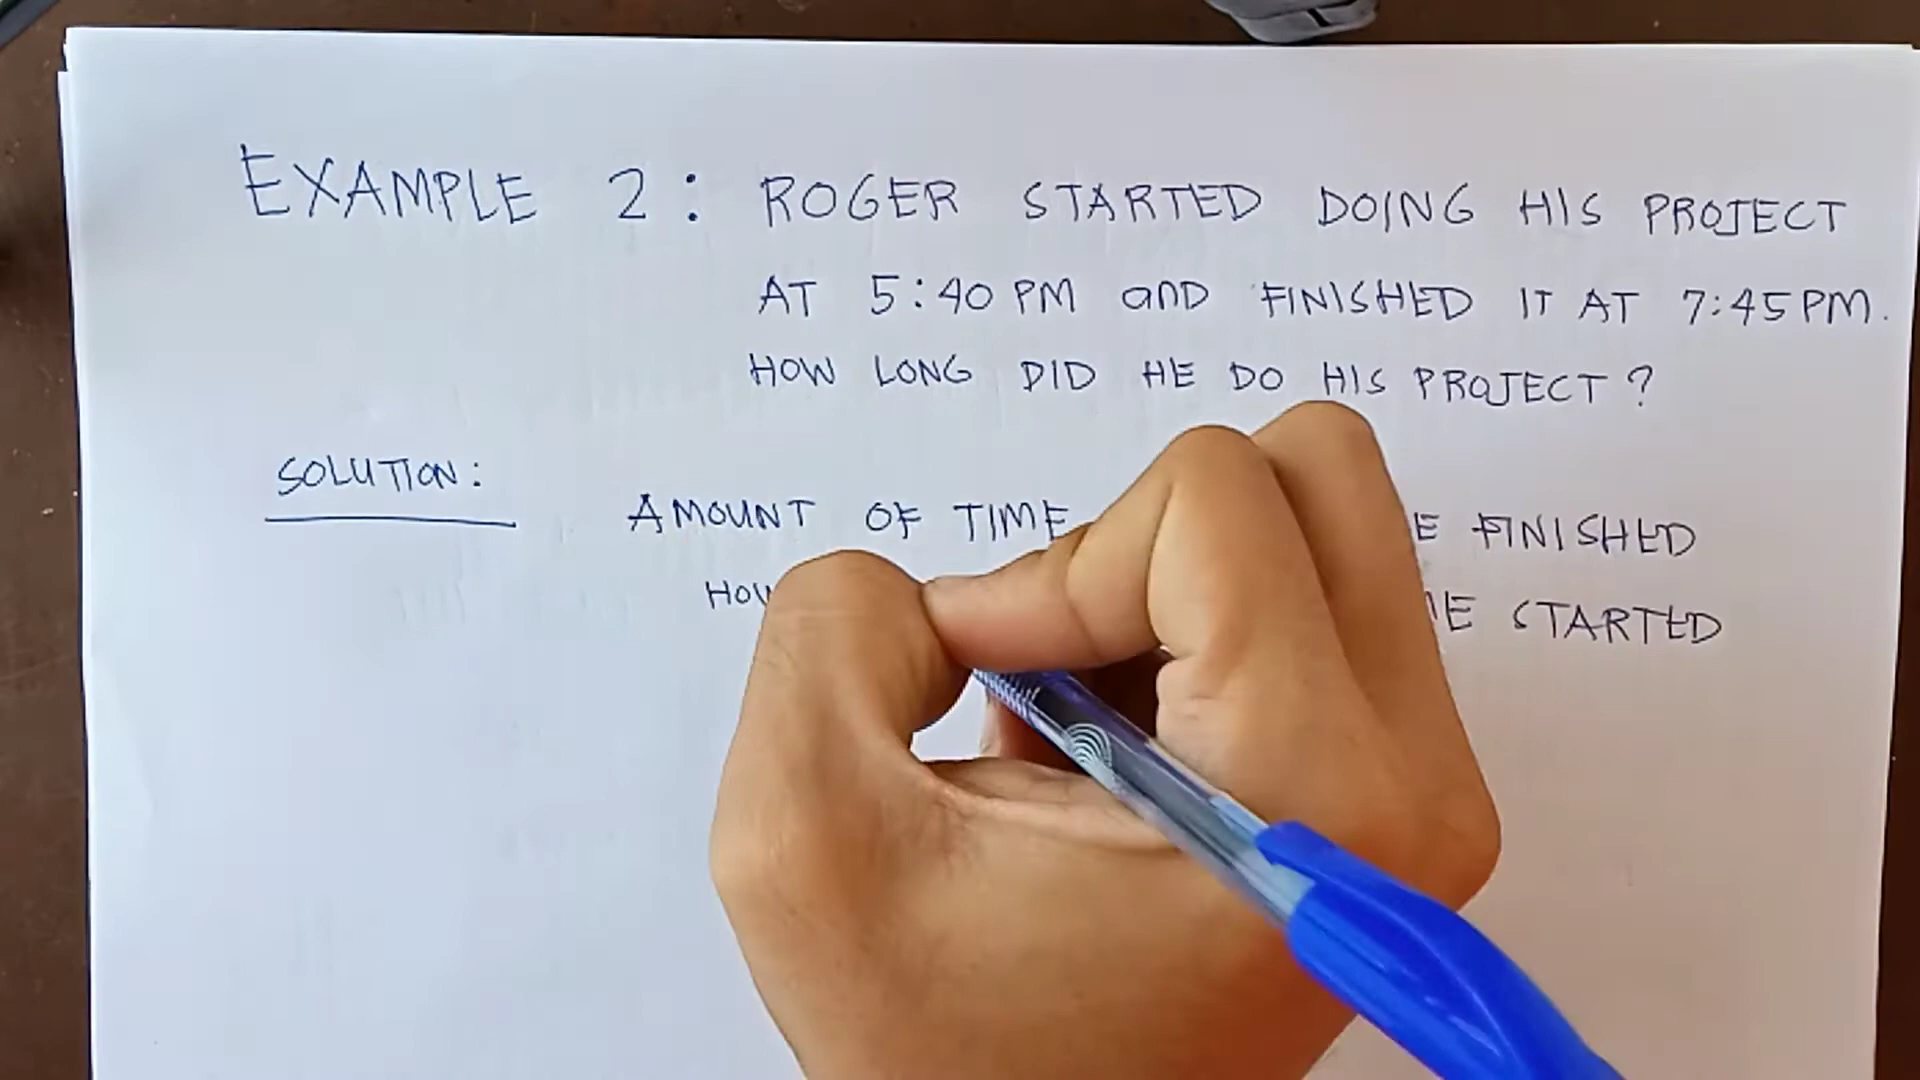 EXAMPLE 2: ROGER STARTED DOING HIS PROJECT
AT 5:40 PM and FINISHED IT AT 7:45 PM.
HOW LONG DID HE DO HIS PROJECT?
SOLUTION:
AMOUNT OF TIME FINISHED
STARTED